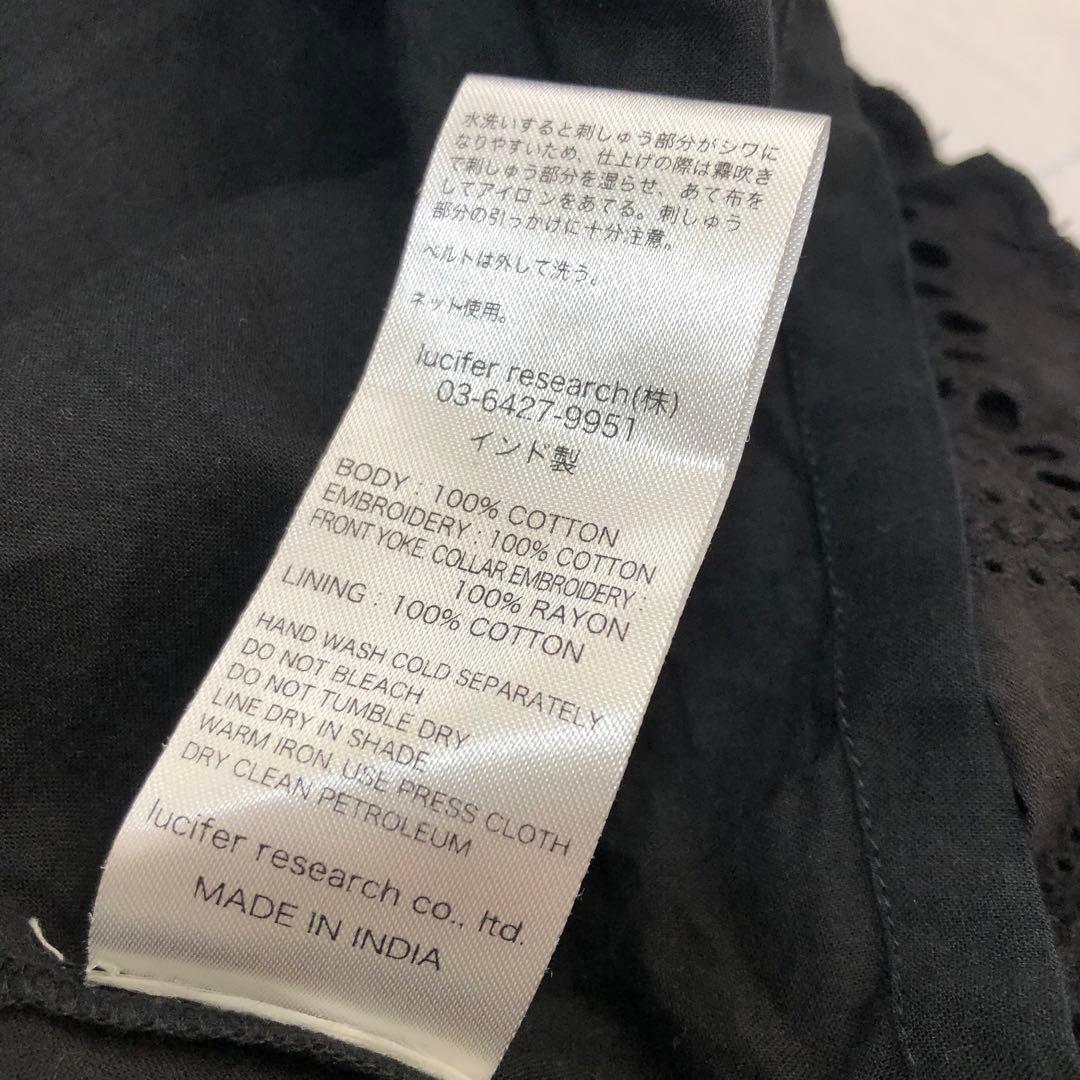 水洗いすると刺しゅう部分がシワに
なりやすいため、仕上げの際は霧吹き
で刺しゅう部分を湿らせ、あて布を
してアイロンをあてる。刺しゅう
部分の引っかけに十分注意。
ベルトは外して洗う。
ネット使用。
lucifer research(株)
03-6427-9951
インド製
BODY : 100% COTTON
EMBROIDERY : 100% COTTON
FRONT YOKE. COLLAR EMBROIDERY :
100% RAYON
LINING : 100% COTTON
HAND WASH COLD SEPARATELY
DO NOT BLEACH
DO NOT TUMBLE DRY
LINE DRY IN SHADE
WARM IRON. USE PRESS CLOTH
DRY CLEAN PETROLEUM
lucifer research co., ltd.
MADE IN INDIA